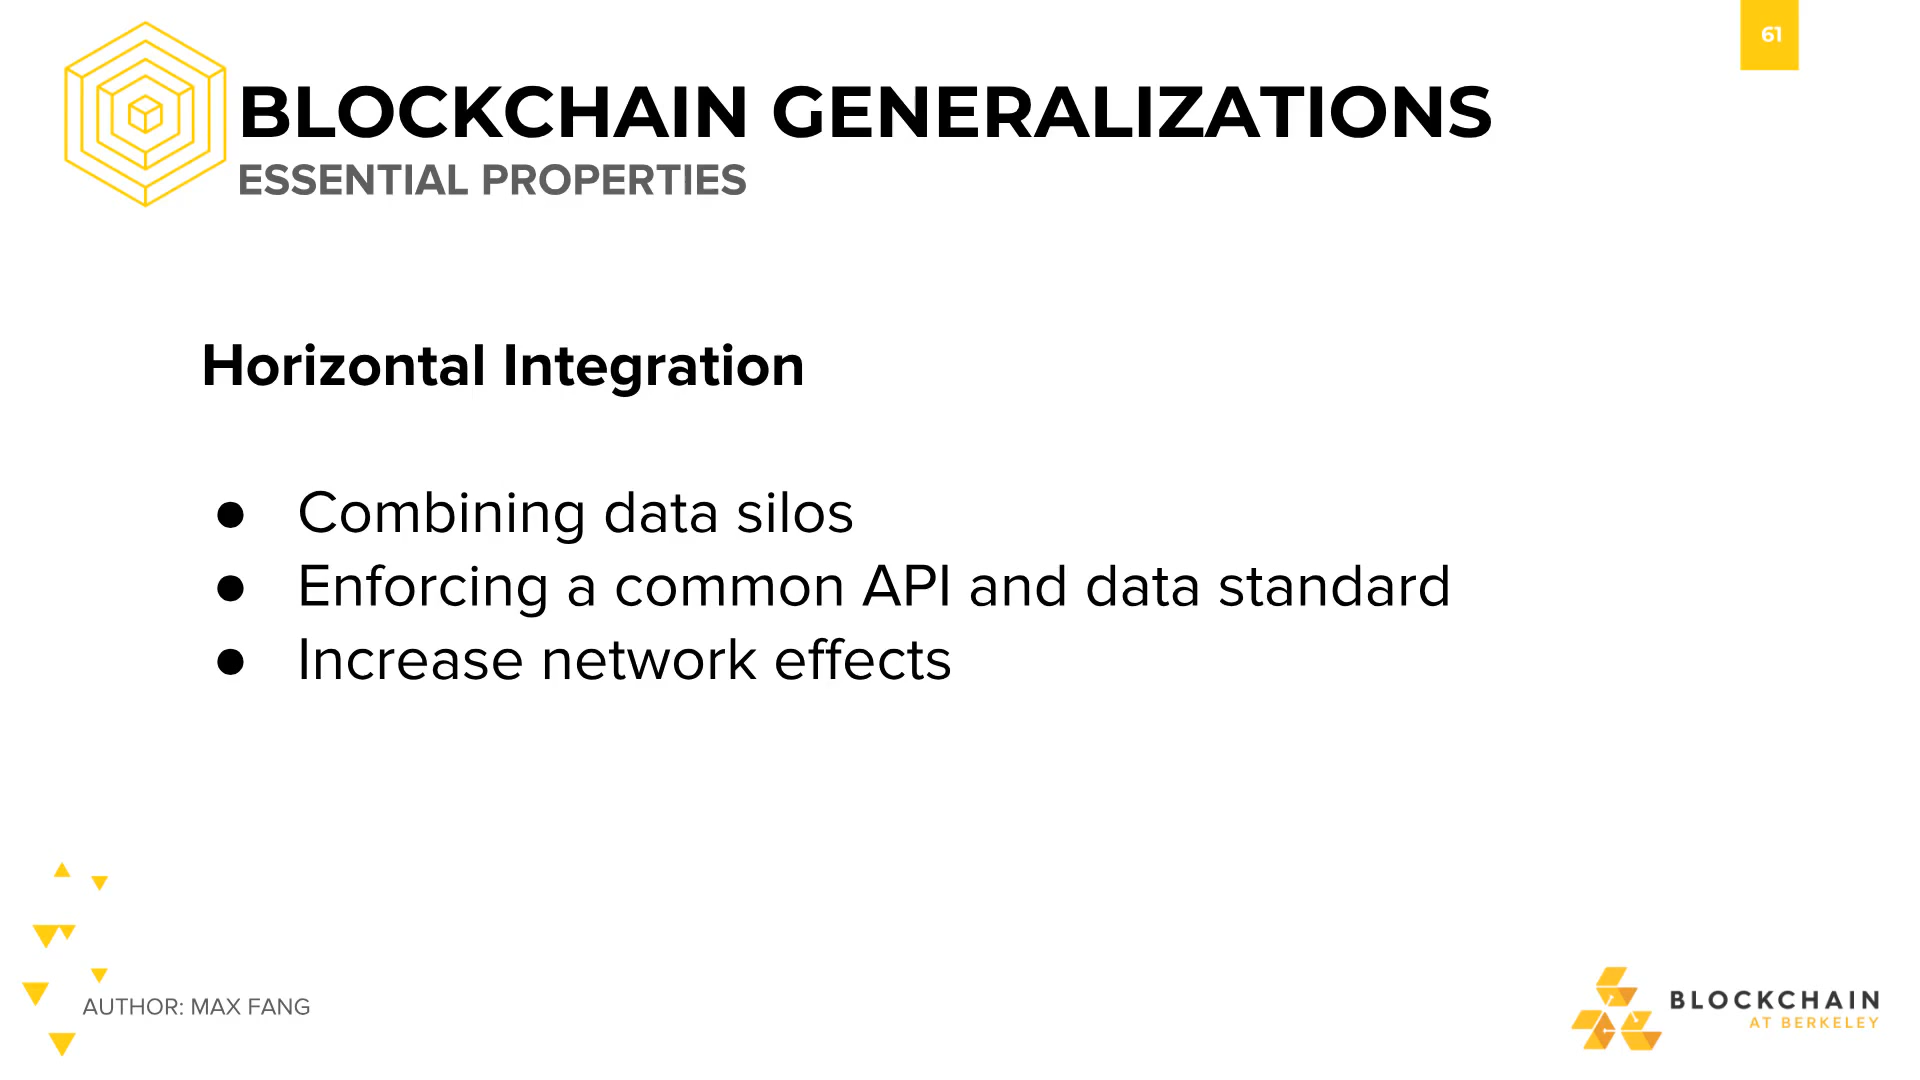 61
BLOCKCHAIN GENERALIZATIONS
ESSENTIAL PROPERTIES
Horizontal Integration
● Combining data silos
● Enforcing a common API and data standard
● Increase network effects
AUTHOR: MAX FANG
BLOCKCHAIN
AT BERKELEY